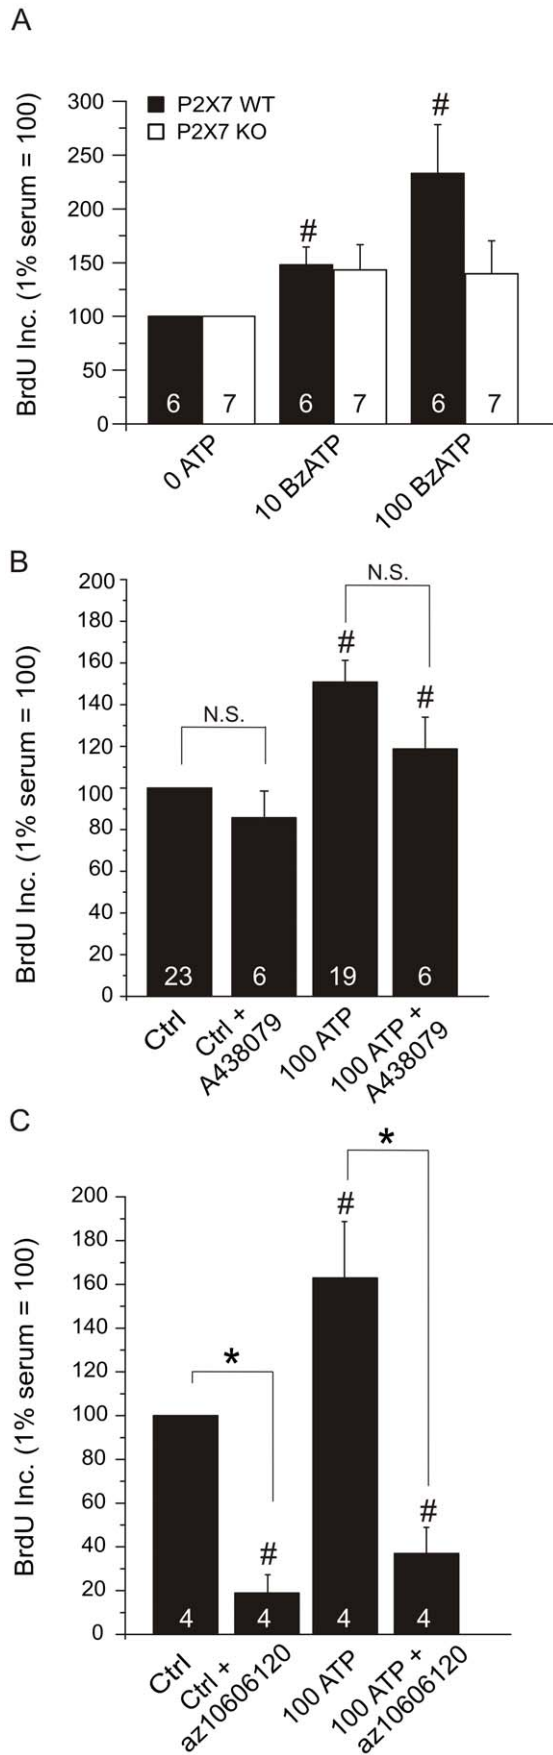 A
BrdU Inc. (1% serum = 100)
300
250
200
150
100
50
0
P2X7 WT
P2X7 KO
#
#
6
7
6
7
6
7
0 ATP
10 BzATP
100 BzATP
B
BrdU Inc. (1% serum = 100)
200
180
160
140
120
100
80
60
40
20
0
N.S.
N.S.
#
#
23
6
19
6
Ctrl
Ctrl +
A438079
100 ATP
100 ATP +
A438079
C
BrdU Inc. (1% serum = 100)
200
180
160
140
120
100
80
60
40
20
0
*
*
#
#
#
4
4
4
4
Ctrl
Ctrl +
az10606120
100 ATP
100 ATP +
az10606120